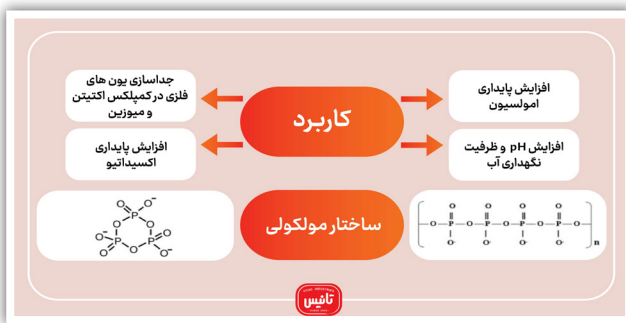 افزایش پایداری
امولسیون
کاربرد
جداسازی یون های
فلزی در کمپلکس اکتیتن
و میوزین
افزایش pH و ظرفیت
نگهداری آب
افزایش پایداری
اکسیداتیو
ساختار مولکولی
O O O O
O P O P O P O P O
O- O- O- O-
n
O O-
P
O O
O- P P O
O O O-
تانیس